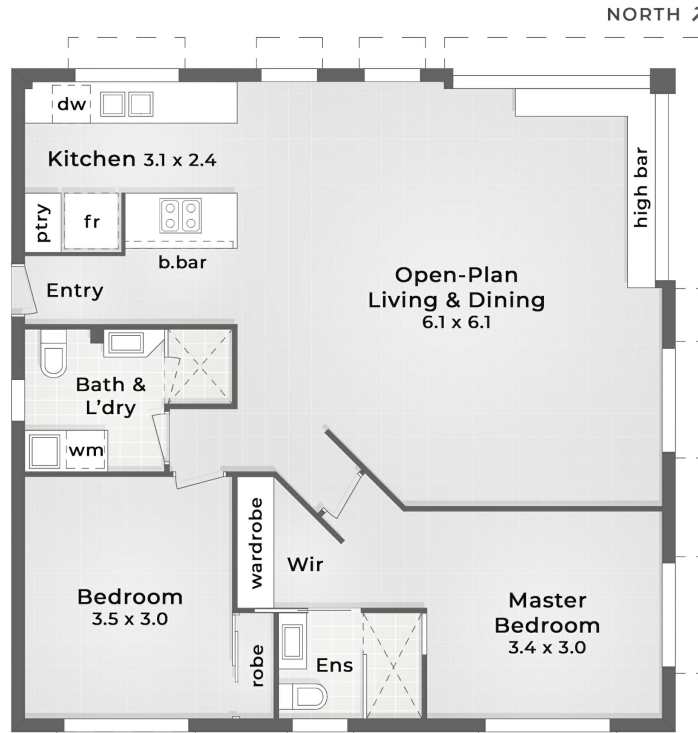 NORTH
dw
Kitchen 3.1 x 2.4
ptry
fr
b.bar
high bar
Entry
Open-Plan
Living & Dining
6.1 x 6.1
Bath &
L'dry
wm
wardrobe
Wir
Bedroom
3.5 x 3.0
Master
Bedroom
3.4 x 3.0
robe
Ens